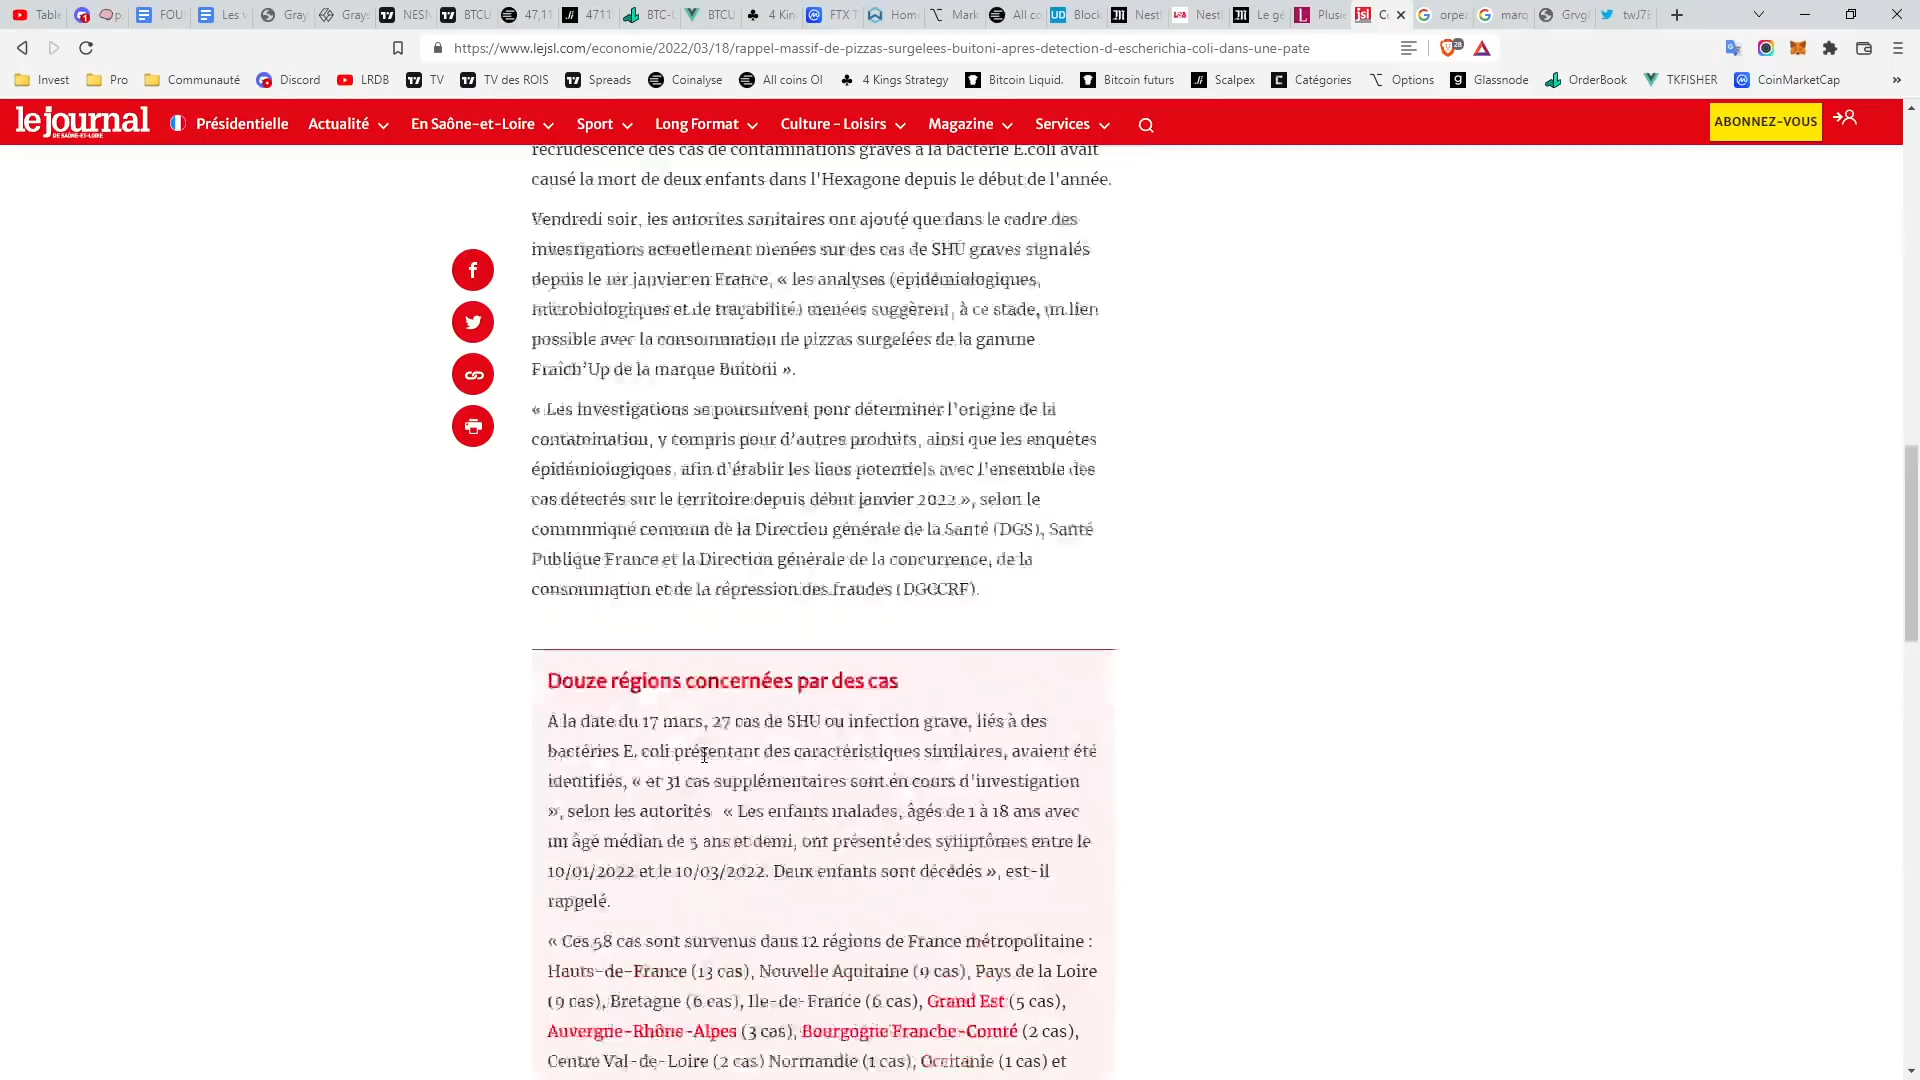 Table
p
FOU
Les v
Gray
Grays
NESN
BTCU
47,11
4711
BTC-U
BTCU
4 Kin
FTX T
Home
Mark
All co
Block
Nestl
Nestl
Le gé
Plusie
orpea
marq
Grvgl
twJ7E
https://www.lejsl.com/economie/2022/03/18/rappel-massif-de-pizzas-surgelees-buitoni-apres-detection-d-escherichia-coli-dans-une-pate
28
Invest Pro Communauté Discord LRDB TV TV des ROIS Spreads Coinalyse All coins OI 4 Kings Strategy Bitcoin Liquid. Bitcoin futurs Scalpex Catégories Options Glassnode OrderBook TKFISHER CoinMarketCap »
le journal
DE SAÔNE-ET-LOIRE
Présidentielle Actualité En Saône-et-Loire Sport Long Format Culture - Loisirs Magazine Services
ABONNEZ-VOUS
recrudescence des cas de contaminations graves à la bactérie E.coli avait
causé la mort de deux enfants dans l'Hexagone depuis le début de l'année.
Vendredi soir, les autorités sanitaires ont ajouté que dans le cadre des
investigations actuellement menées sur des cas de SHU graves signalés
depuis le 1er janvier en France, « les analyses (épidémiologiques,
microbiologiques et de traçabilité) menées suggèrent, à ce stade, un lien
possible avec la consommation de pizzas surgelées de la gamme
Fraîch'Up de la marque Buitoni ».
« Les investigations se poursuivent pour déterminer l'origine de la
contamination, y compris pour d'autres produits, ainsi que les enquêtes
épidémiologiques, afin d'établir les liens potentiels avec l'ensemble des
cas détectés sur le territoire depuis début janvier 2022 », selon le
communiqué commun de la Direction générale de la Santé (DGS), Santé
Publique France et la Direction générale de la concurrence, de la
consommation et de la répression des fraudes (DGCCRF).
Douze régions concernées par des cas
À la date du 17 mars, 27 cas de SHU ou infection grave, liés à des
bactéries E. coli présentant des caractéristiques similaires, avaient été
identifiés, « et 31 cas supplémentaires sont en cours d'investigation
», selon les autorités « Les enfants malades, âgés de 1 à 18 ans avec
un âge médian de 5 ans et demi, ont présenté des symptômes entre le
10/01/2022 et le 10/03/2022. Deux enfants sont décédés », est-il
rappelé.
« Ces 58 cas sont survenus dans 12 régions de France métropolitaine :
Hauts-de-France (13 cas), Nouvelle Aquitaine (9 cas), Pays de la Loire
(9 cas), Bretagne (6 cas), Ile-de-France (6 cas), Grand Est (5 cas),
Auvergne-Rhône-Alpes (3 cas), Bourgogne Franche-Comté (2 cas),
Centre Val-de-Loire (2 cas) Normandie (1 cas), Occitanie (1 cas) et